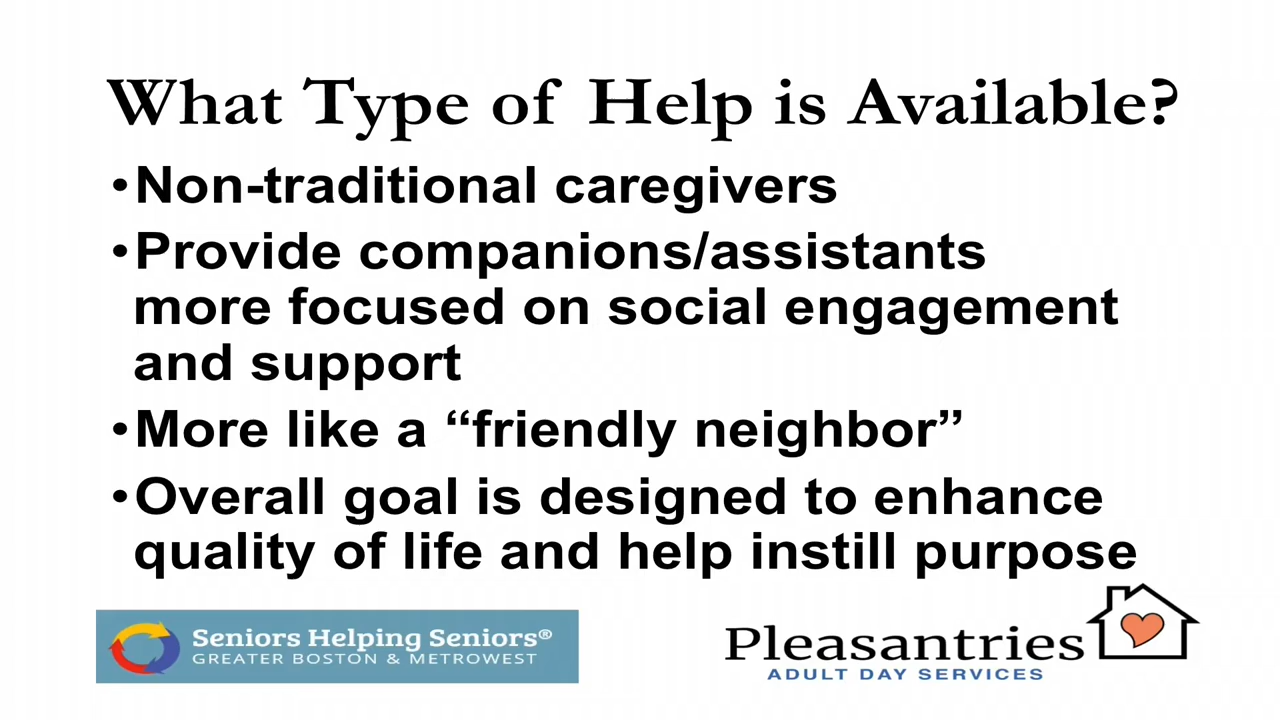 What Type of Help is Available?
•Non-traditional caregivers
•Provide companions/assistants
more focused on social engagement
and support
•More like a “friendly neighbor”
•Overall goal is designed to enhance
quality of life and help instill purpose
Seniors Helping Seniors®
GREATER BOSTON & METROWEST
Pleasantries
ADULT DAY SERVICES